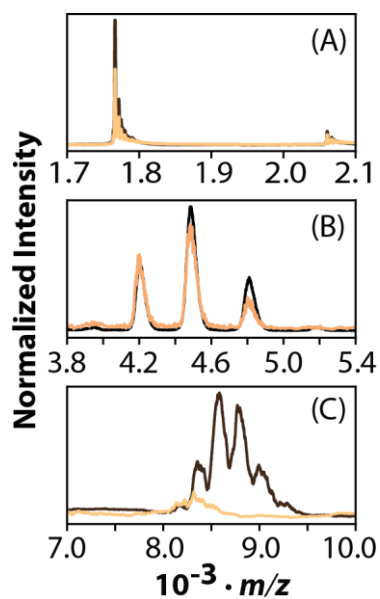 (A)
1.7 1.8 1.9 2.0 2.1
(B)
3.8 4.2 4.6 5.0 5.4
(C)
7.0 8.0 9.0 10.0
10⁻³ · m/z
Normalized Intensity